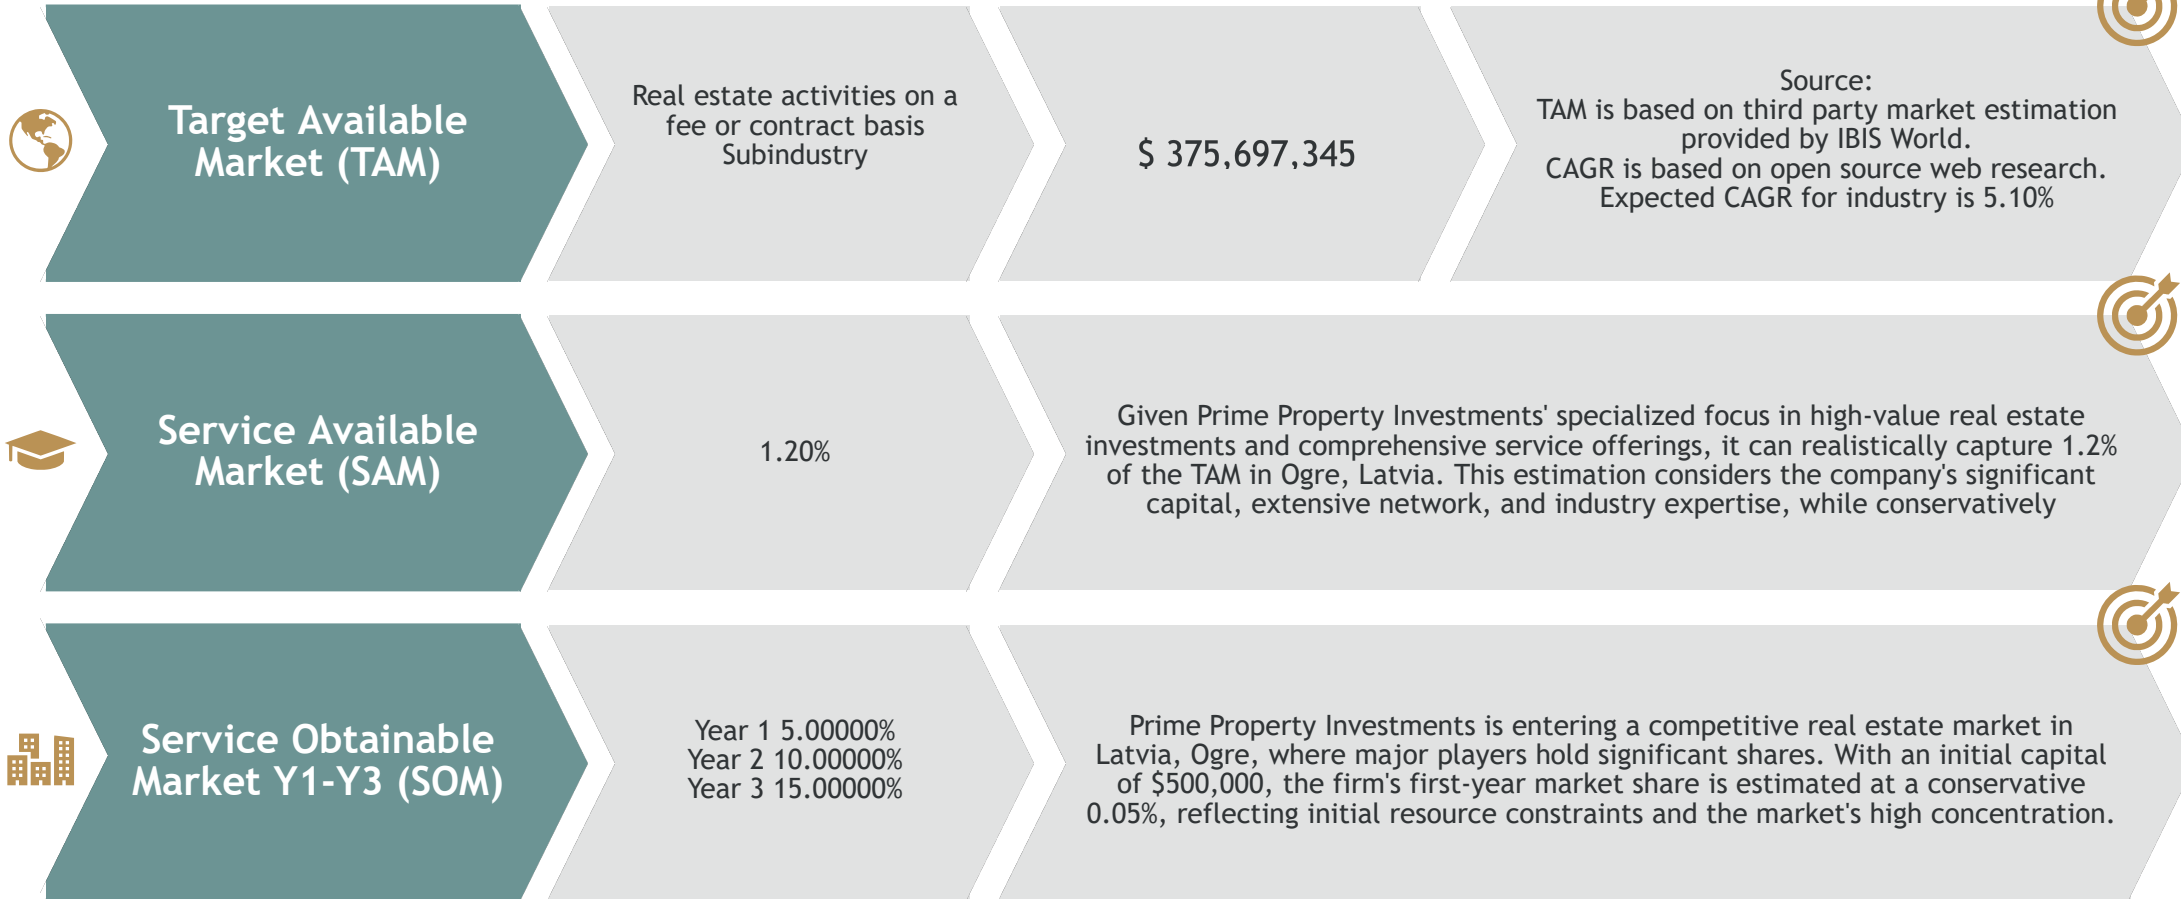 Target Available
Market (TAM)
Real estate activities on a
fee or contract basis
Subindustry
$ 375,697,345
Source:
TAM is based on third party market estimation
provided by IBIS World.
CAGR is based on open source web research.
Expected CAGR for industry is 5.10%
Service Available
Market (SAM)
1.20%
Given Prime Property Investments' specialized focus in high-value real estate
investments and comprehensive service offerings, it can realistically capture 1.2%
of the TAM in Ogre, Latvia. This estimation considers the company's significant
capital, extensive network, and industry expertise, while conservatively
Service Obtainable
Market Y1-Y3 (SOM)
Year 1 5.00000%
Year 2 10.00000%
Year 3 15.00000%
Prime Property Investments is entering a competitive real estate market in
Latvia, Ogre, where major players hold significant shares. With an initial capital
of $500,000, the firm's first-year market share is estimated at a conservative
0.05%, reflecting initial resource constraints and the market's high concentration.